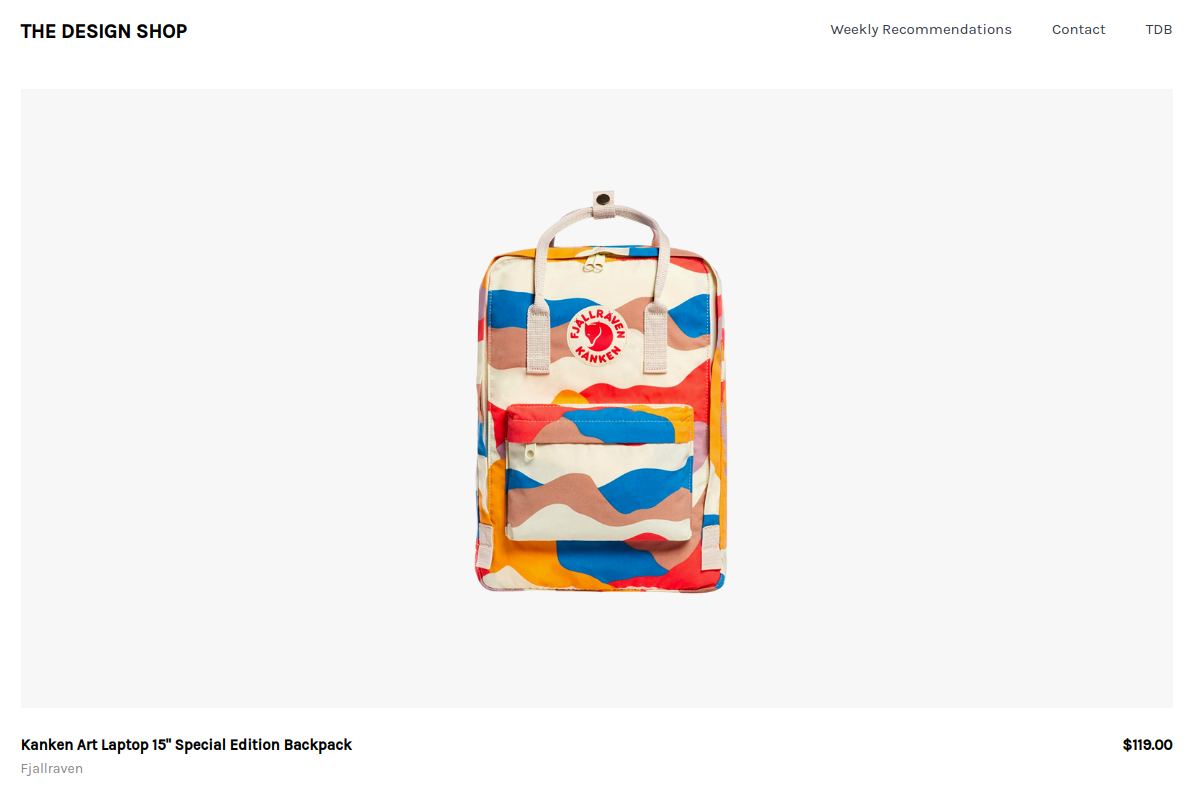 THE DESIGN SHOP
Weekly Recommendations
Contact
TDB
FJÄLLRÄVEN
KÅNKEN
Kanken Art Laptop 15" Special Edition Backpack
$119.00
Fjallraven